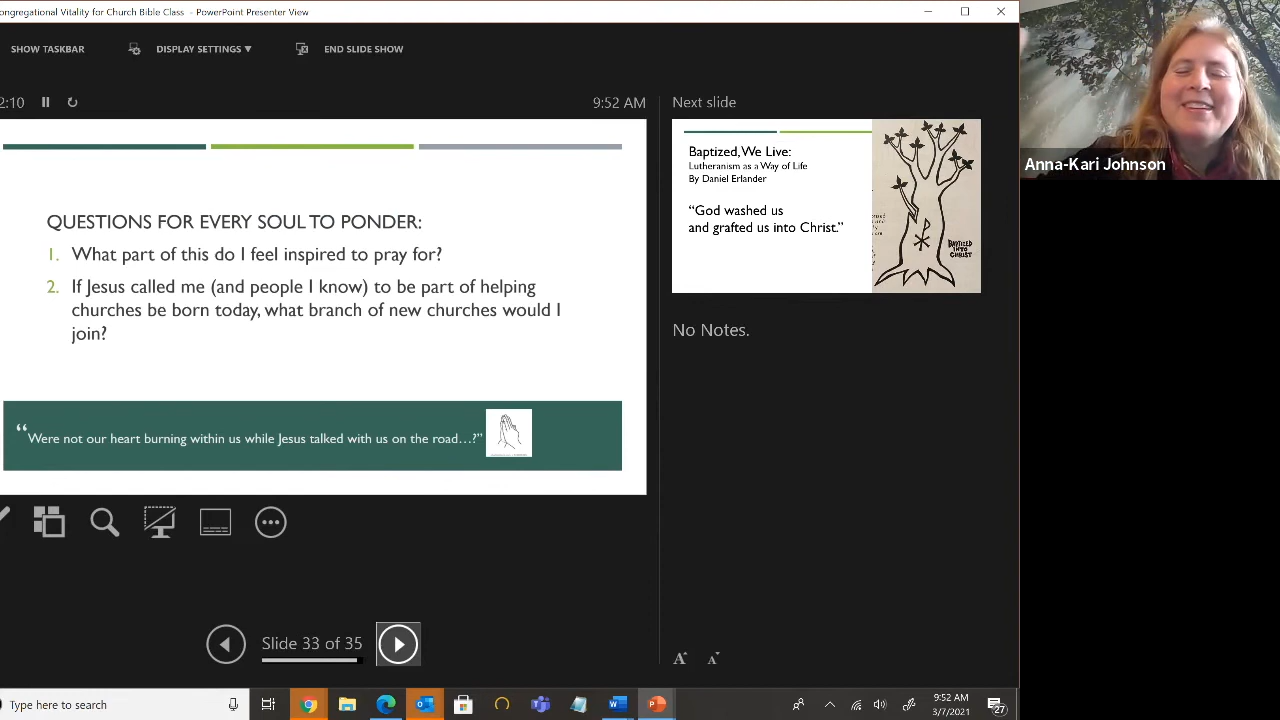 ongregational Vitality for Church Bible Class - PowerPoint Presenter View
SHOW TASKBAR
DISPLAY SETTINGS ▼
END SLIDE SHOW
2:10
9:52 AM
QUESTIONS FOR EVERY SOUL TO PONDER:
1. What part of this do I feel inspired to pray for?
2. If Jesus called me (and people I know) to be part of helping
churches be born today, what branch of new churches would I
join?
“Were not our heart burning within us while Jesus talked with us on the road…?”
Slide 33 of 35
Next slide
Baptized, We Live:
Lutheranism as a Way of Life
By Daniel Erlander
“God washed us
and grafted us into Christ.”
BAPTIZED
INTO
CHRIST
No Notes.
A
A
Anna-Kari Johnson
Type here to search
9:52 AM
3/7/2021
27